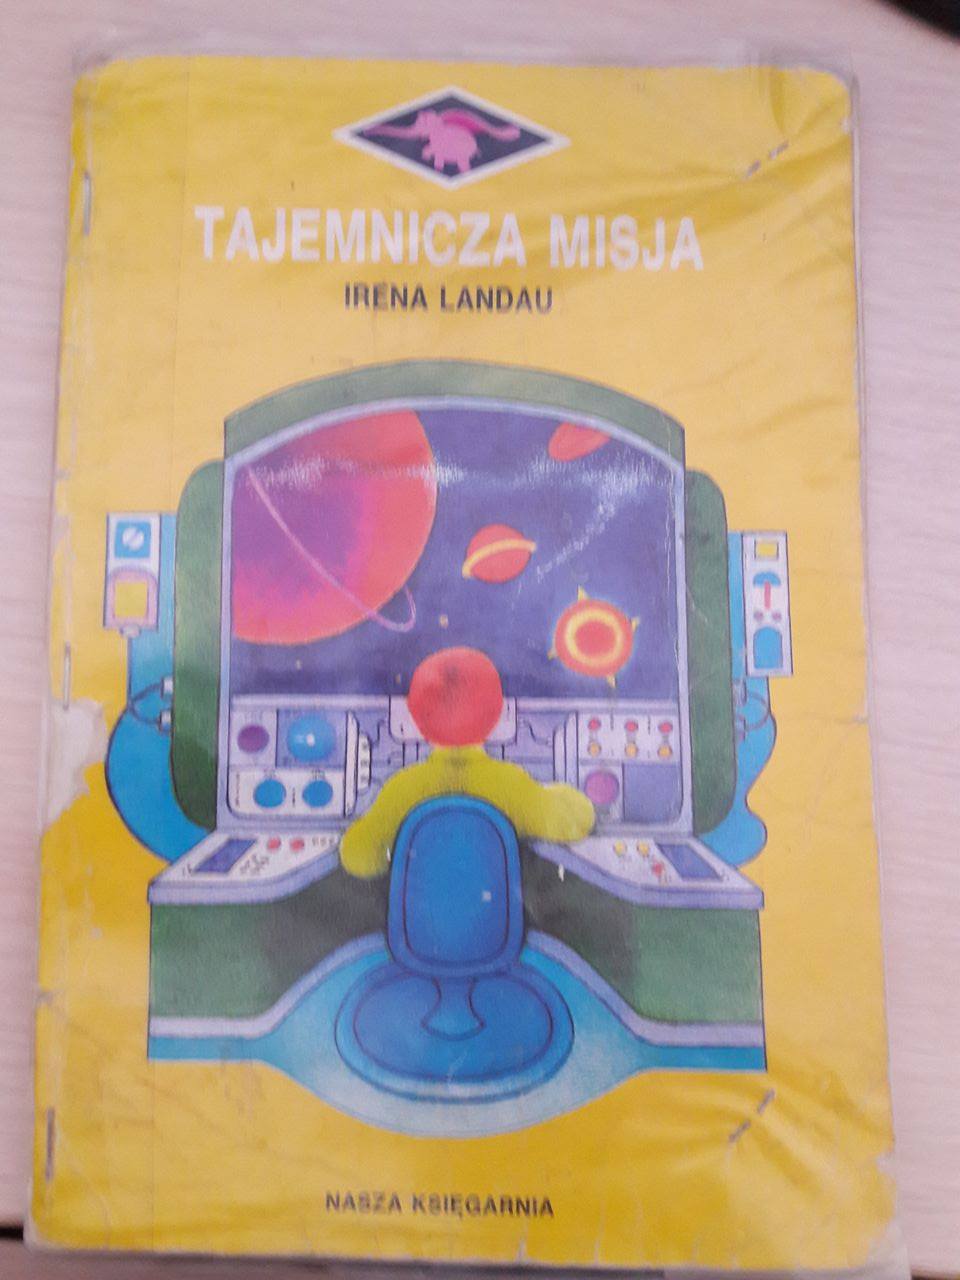 TAJEMNICZA MISJA
IRENA LANDAU
NASZA KSIĘGARNIA